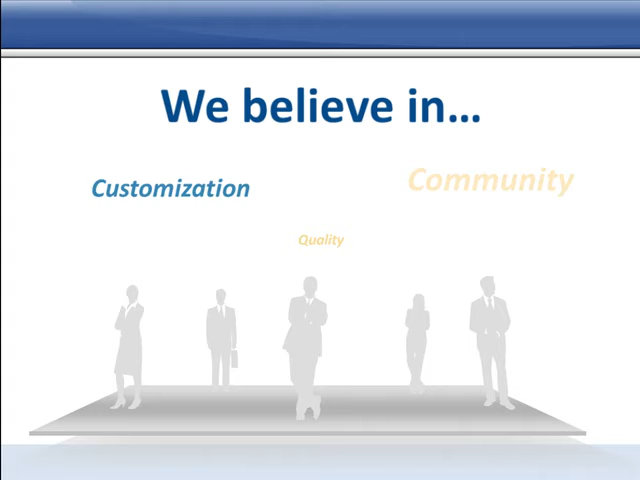 We believe in…
Customization
Community
Quality